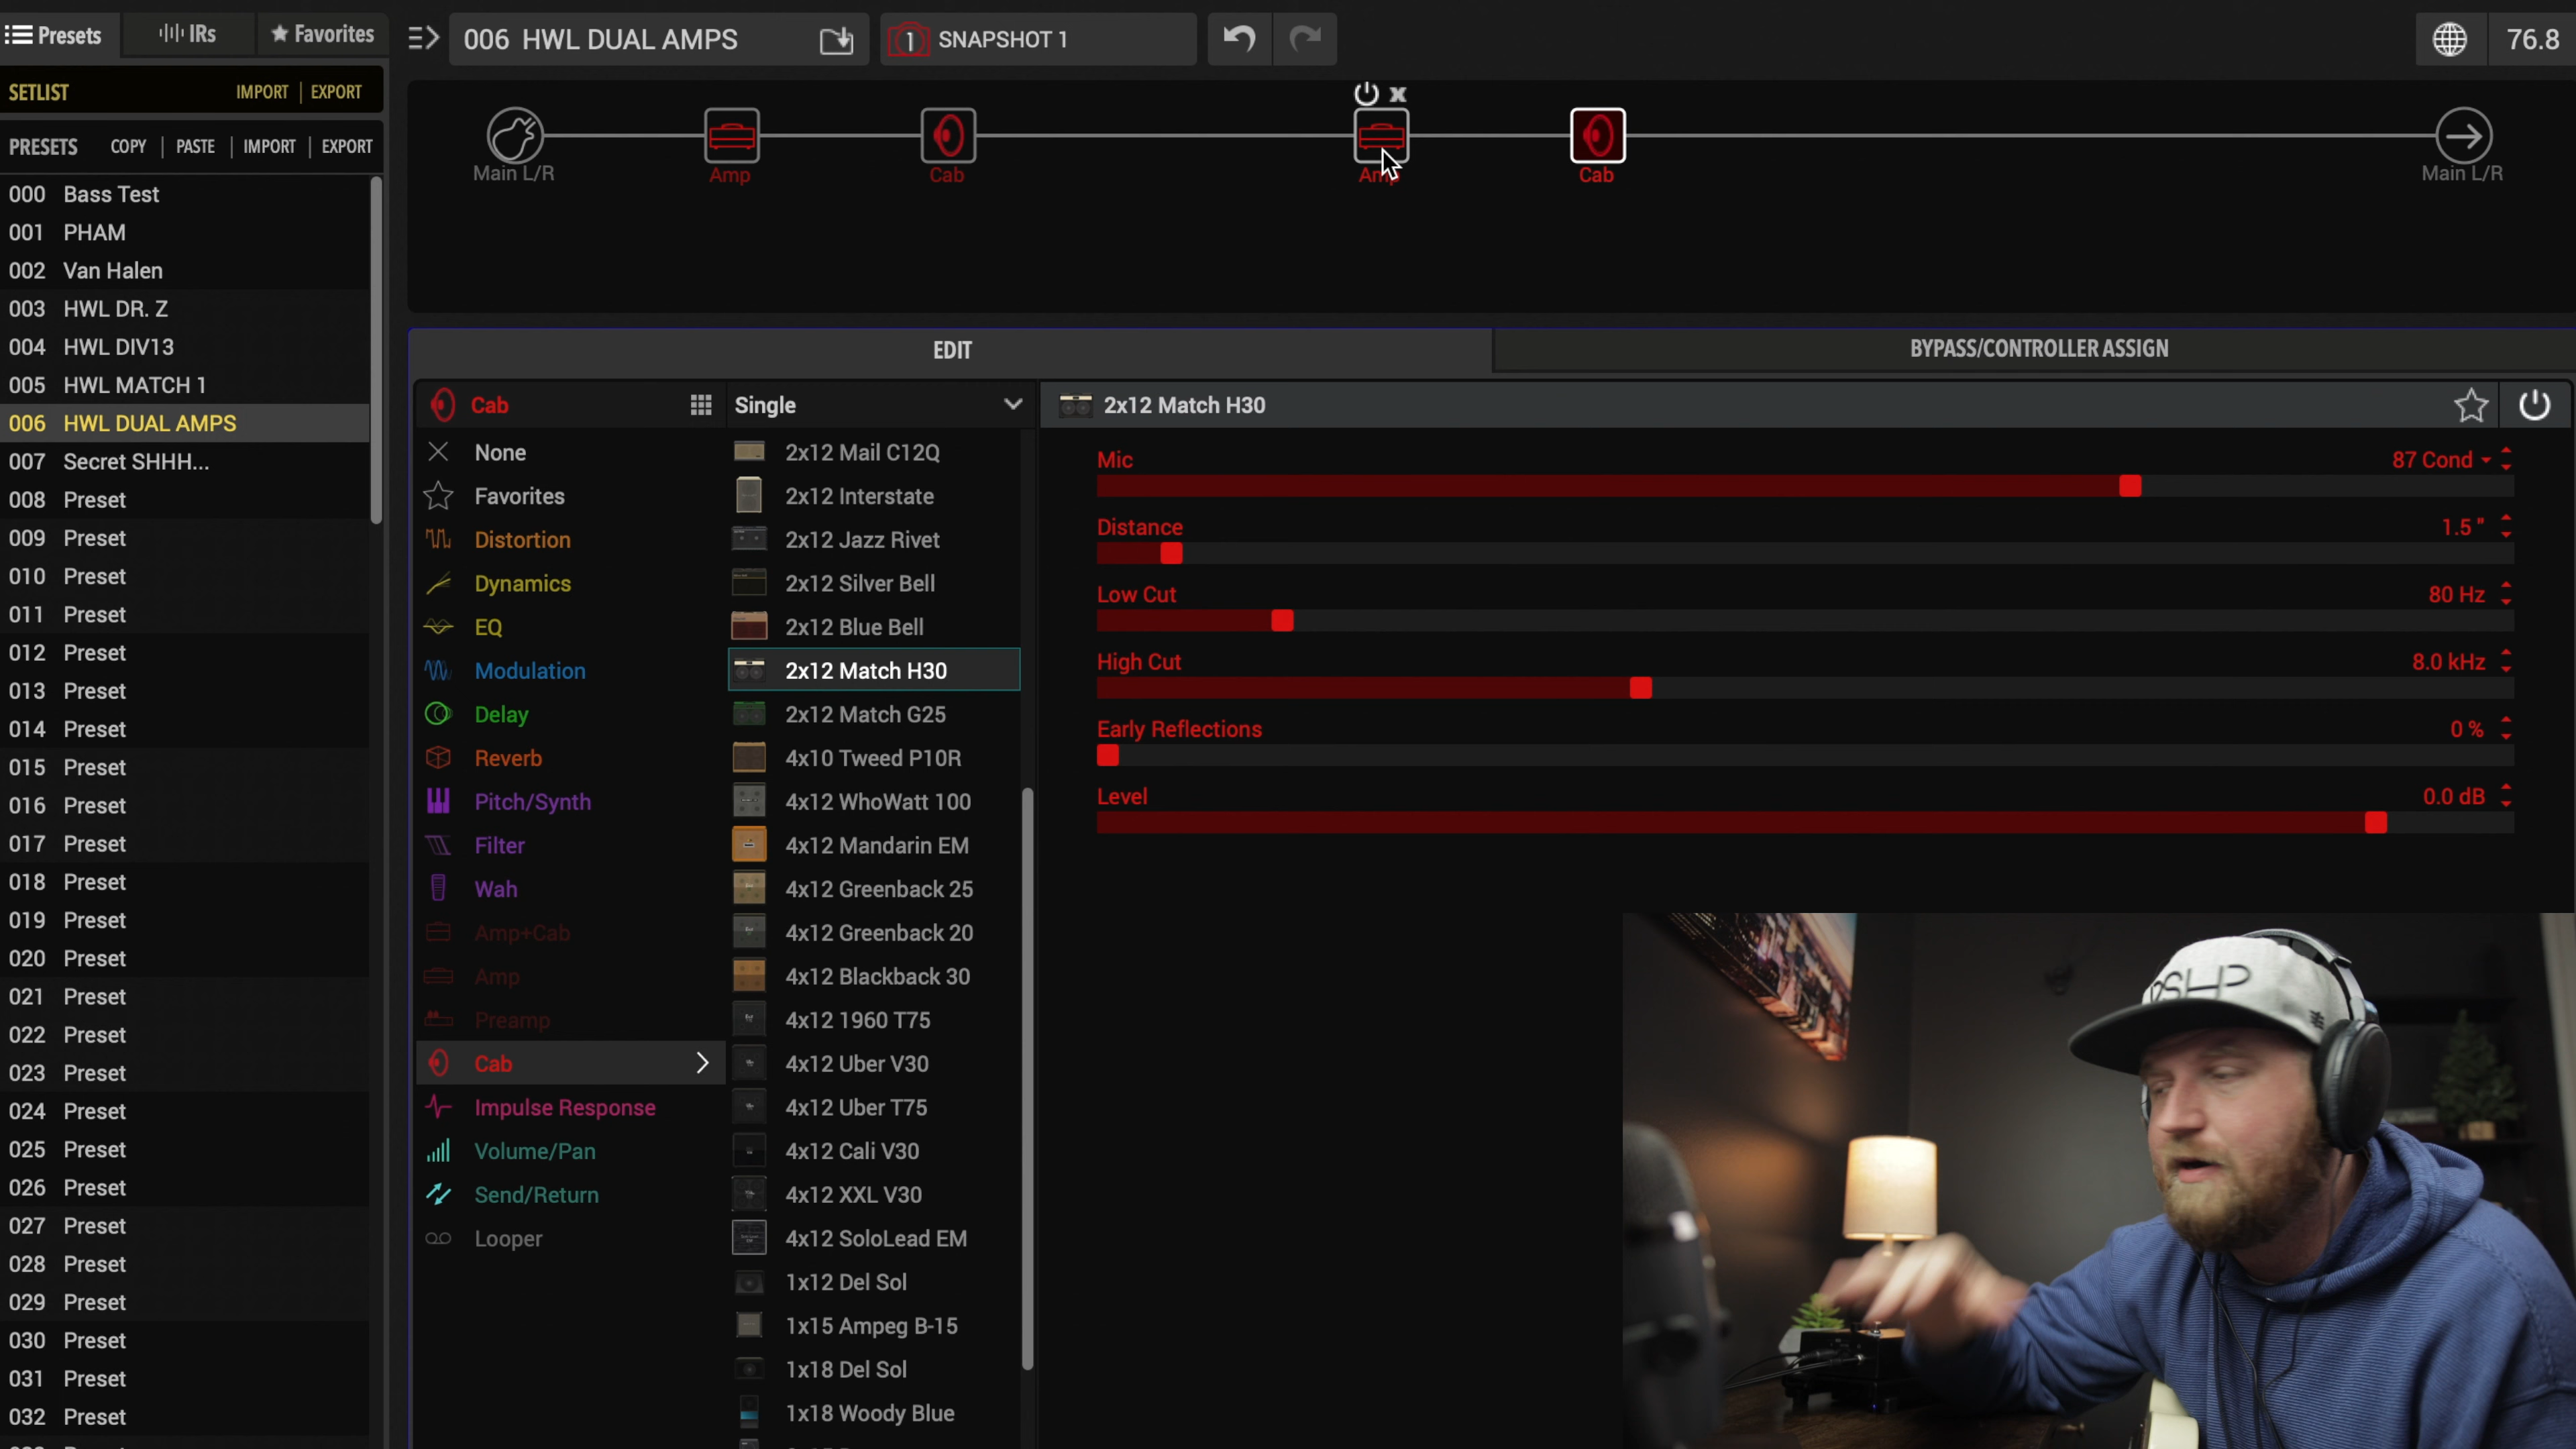 Presets
IRs
Favorites
006 HWL DUAL AMPS
1 SNAPSHOT 1
76.8
SETLIST IMPORT | EXPORT
PRESETS COPY | PASTE | IMPORT | EXPORT
000 Bass Test
001 PHAM
002 Van Halen
003 HWL DR. Z
004 HWL DIV13
005 HWL MATCH 1
006 HWL DUAL AMPS
007 Secret SHHH...
008 Preset
009 Preset
010 Preset
011 Preset
012 Preset
013 Preset
014 Preset
015 Preset
016 Preset
017 Preset
018 Preset
019 Preset
020 Preset
021 Preset
022 Preset
023 Preset
024 Preset
025 Preset
026 Preset
027 Preset
028 Preset
029 Preset
030 Preset
031 Preset
032 Preset
Main L/R
Amp
Cab
X
Amp
Cab
Main L/R
EDIT
BYPASS/CONTROLLER ASSIGN
Cab
None
Favorites
Distortion
Dynamics
EQ
Modulation
Delay
Reverb
Pitch/Synth
Filter
Wah
Amp+Cab
Amp
Preamp
Cab
Impulse Response
Volume/Pan
Send/Return
Looper
Single
2x12 Mail C12Q
2x12 Interstate
2x12 Jazz Rivet
2x12 Silver Bell
2x12 Blue Bell
2x12 Match H30
2x12 Match G25
4x10 Tweed P10R
4x12 WhoWatt 100
4x12 Mandarin EM
4x12 Greenback 25
4x12 Greenback 20
4x12 Blackback 30
4x12 1960 T75
4x12 Uber V30
4x12 Uber T75
4x12 Cali V30
4x12 XXL V30
4x12 SoloLead EM
1x12 Del Sol
1x15 Ampeg B-15
1x18 Del Sol
1x18 Woody Blue
2x12 Match H30
Mic 87 Cond
Distance 1.5 "
Low Cut 80 Hz
High Cut 8.0 kHz
Early Reflections 0 %
Level 0.0 dB